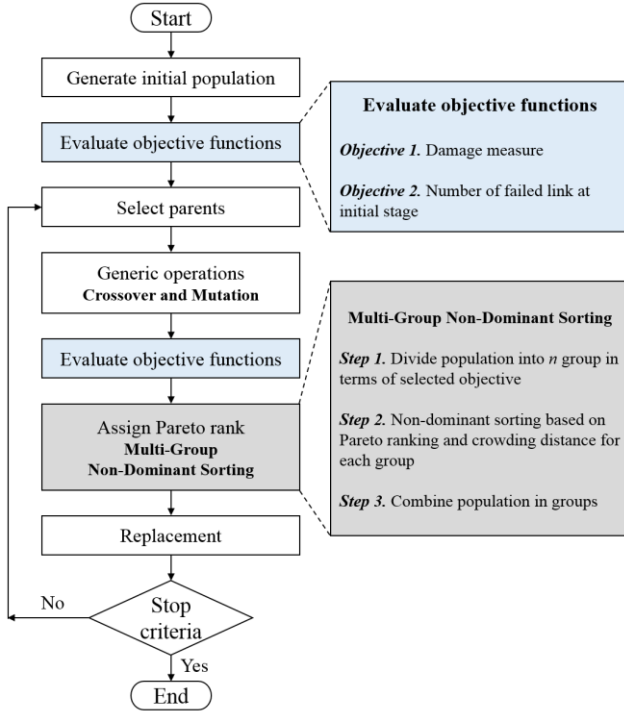 Start
Generate initial population
Evaluate objective functions
Select parents
Generic operations
Crossover and Mutation
Evaluate objective functions
Assign Pareto rank
Multi-Group
Non-Dominant Sorting
Replacement
No
Stop
criteria
Yes
End
Evaluate objective functions
Objective 1. Damage measure
Objective 2. Number of failed link at
initial stage
Multi-Group Non-Dominant Sorting
Step 1. Divide population into n group in
terms of selected objective
Step 2. Non-dominant sorting based on
Pareto ranking and crowding distance for
each group
Step 3. Combine population in groups